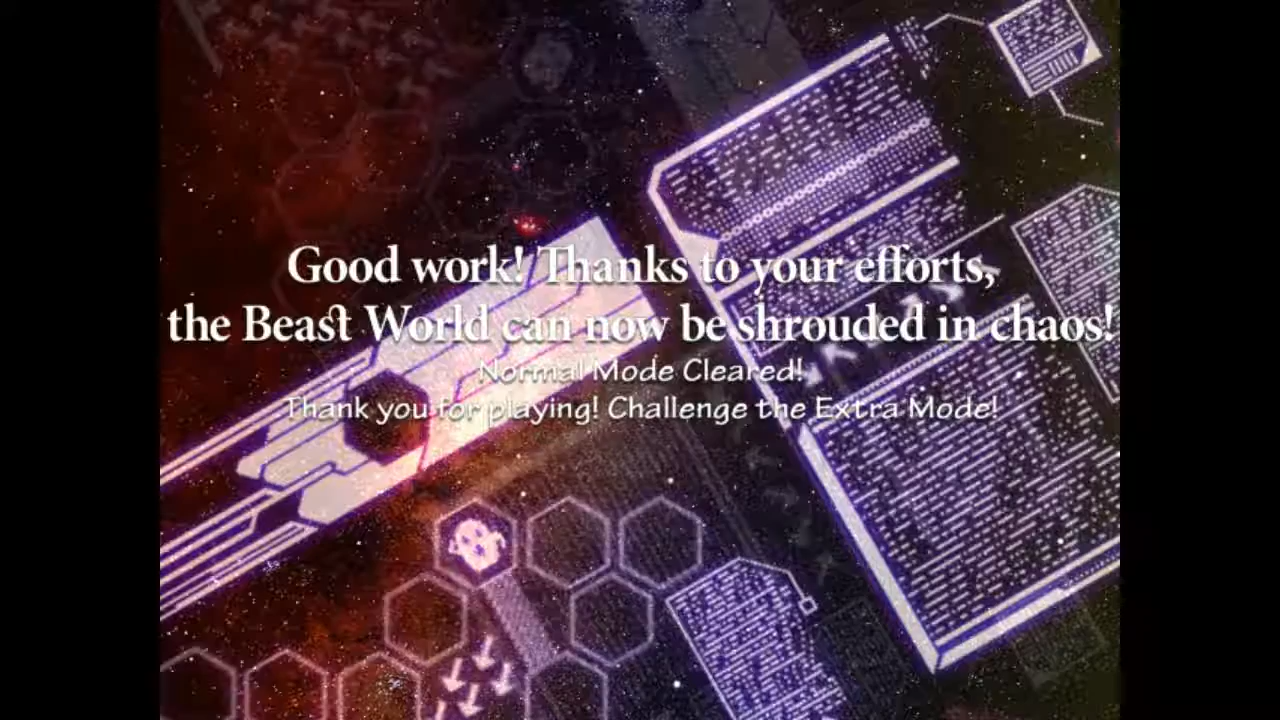 Good work! Thanks to your efforts,
the Beast World can now be shrouded in chaos!
Normal Mode Cleared!
Thank you for playing! Challenge the Extra Mode!